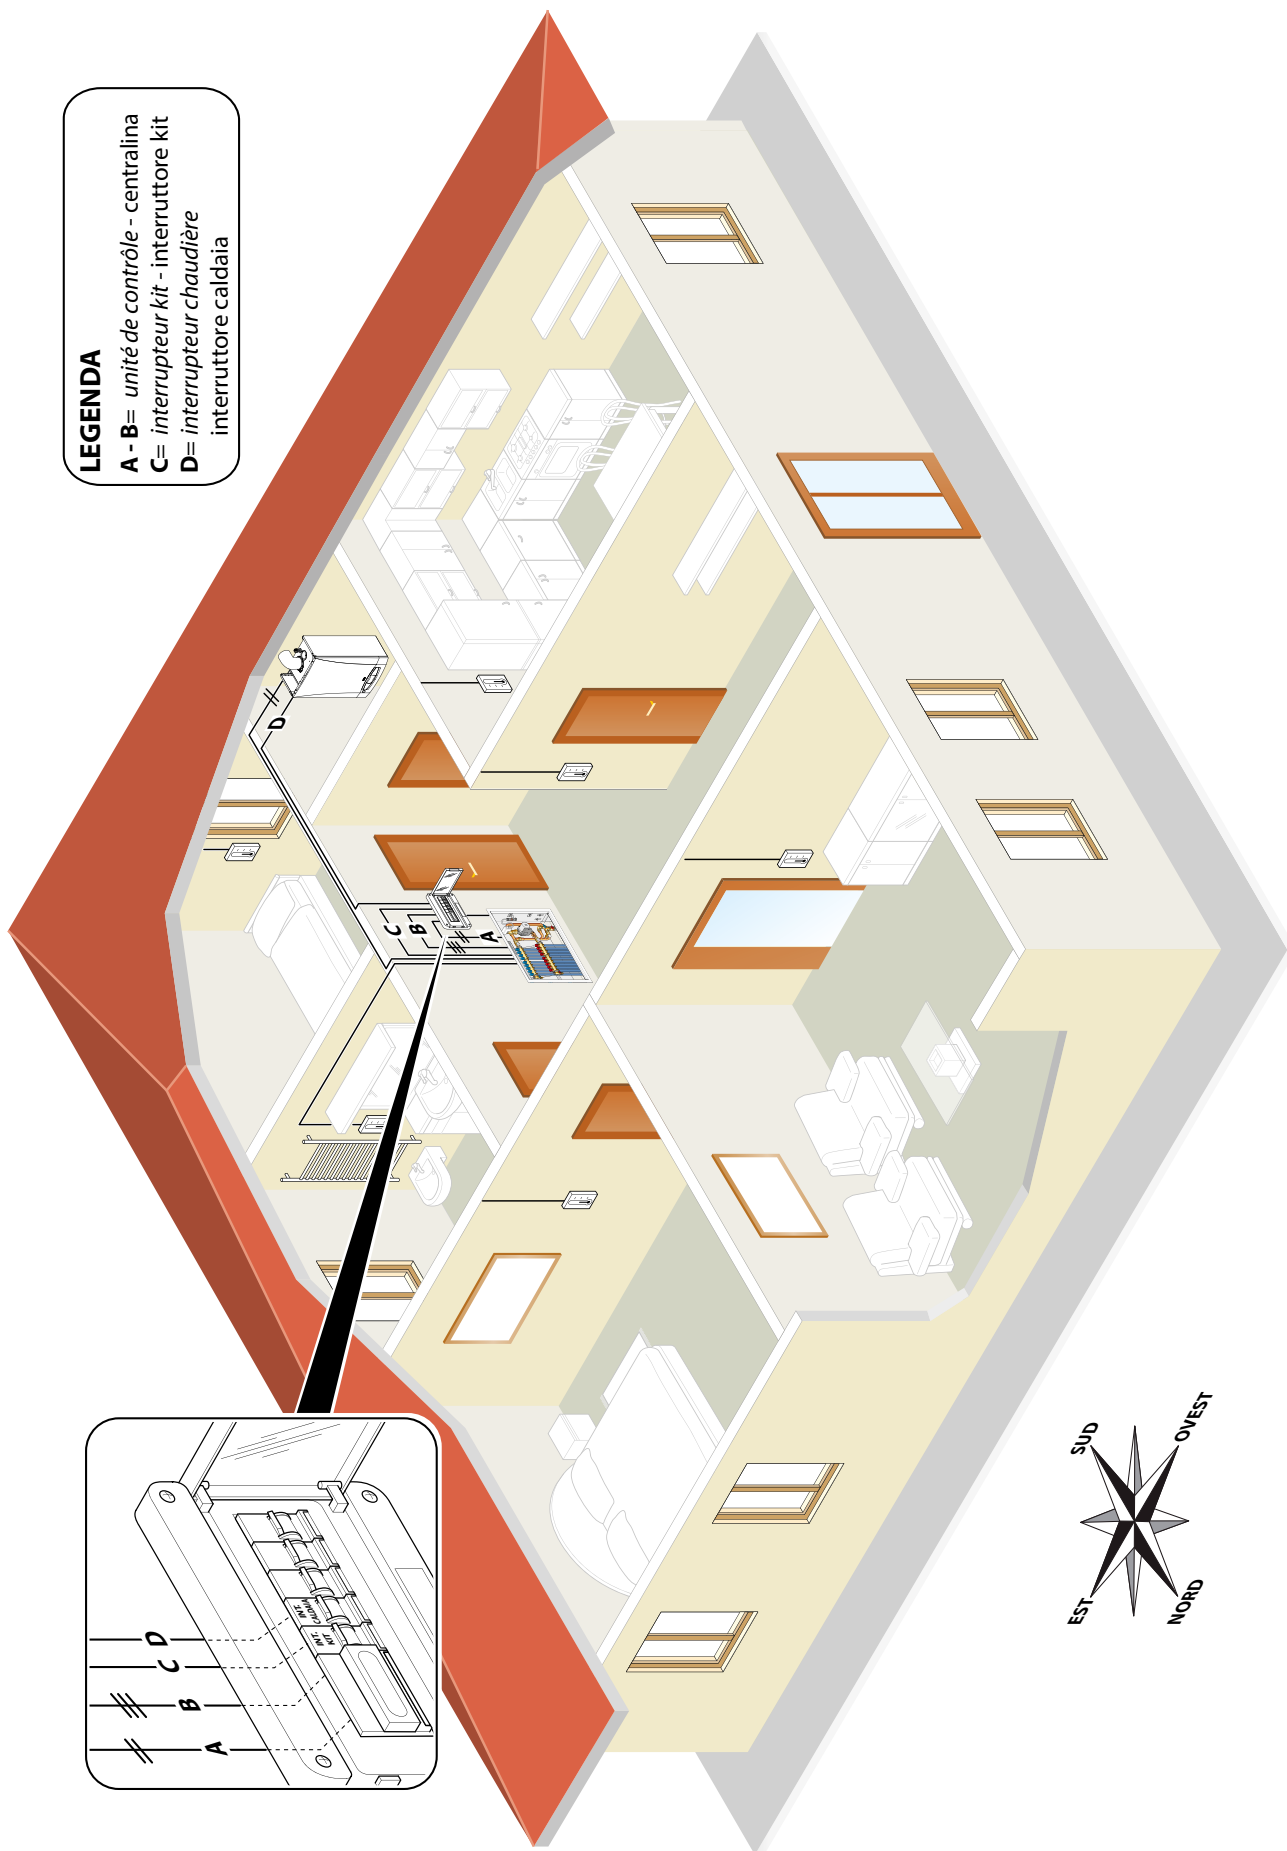 LEGENDA
A - B= unité de contrôle - centralina
C= interrupteur kit - interruttore kit
D= interrupteur chaudière
interruttore caldaia
D
C
B
A
A
B
C
D
INT.
KIT
INT.
CALDAIA
EST
SUD
NORD
OVEST